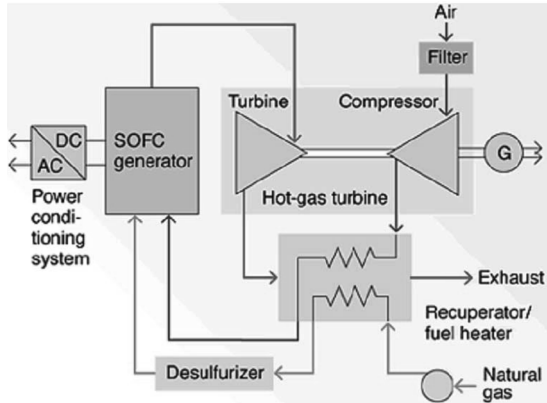 Air
Filter
Turbine
Compressor
DC
AC
SOFC
generator
G
Power
condi-
tioning
system
Hot-gas turbine
Exhaust
Recuperator/
fuel heater
Desulfurizer
Natural
gas